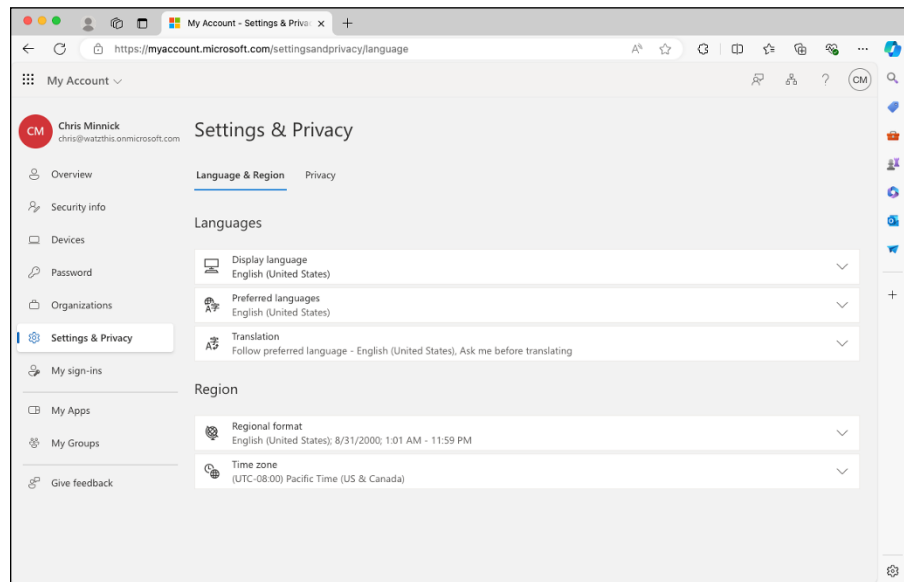 My Account - Settings & Priva
https://myaccount.microsoft.com/settingsandprivacy/language
My Account
CM
CM
Chris Minnick
chris@watzthis.onmicrosoft.com
Overview
Security info
Devices
Password
Organizations
Settings & Privacy
My sign-ins
My Apps
My Groups
Give feedback
Settings & Privacy
Language & Region Privacy
Languages
Display language
English (United States)
Preferred languages
English (United States)
Translation
Follow preferred language - English (United States), Ask me before translating
Region
Regional format
English (United States); 8/31/2000; 1:01 AM - 11:59 PM
Time zone
(UTC-08:00) Pacific Time (US & Canada)